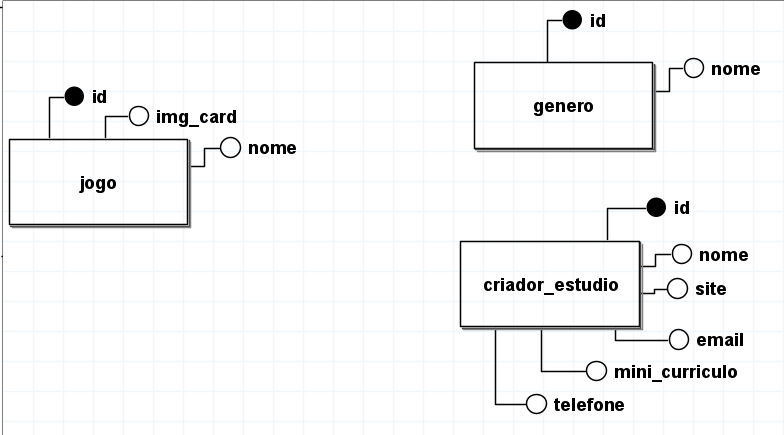 id
nome
genero
id
img_card
nome
jogo
id
nome
criador_estudio
site
email
mini_curriculo
telefone